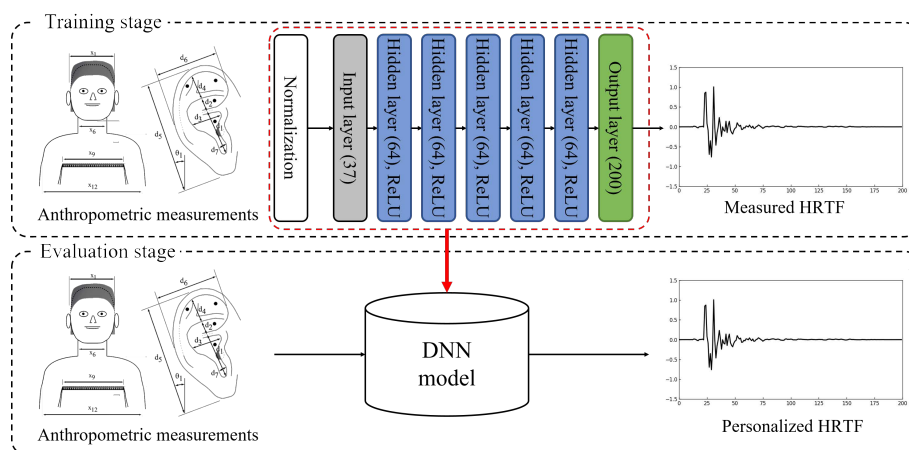 Training stage
x1
x6
x9
x12
Anthropometric measurements
d6
d4
d2
d3
d1
d5
d7
θ1
Normalization
Input layer (37)
Hidden layer (64), ReLU
Hidden layer (64), ReLU
Hidden layer (64), ReLU
Hidden layer (64), ReLU
Hidden layer (64), ReLU
Output layer (200)
1.5
1.0
0.5
0.0
−0.5
−1.0
−1.5
0 25 50 75 100 125 150 175 200
Measured HRTF
Evaluation stage
x1
x6
x9
x12
Anthropometric measurements
d6
d4
d2
d3
d1
d5
d7
θ1
DNN
model
1.5
1.0
0.5
0.0
−0.5
−1.0
−1.5
0 25 50 75 100 125 150 175 200
Personalized HRTF